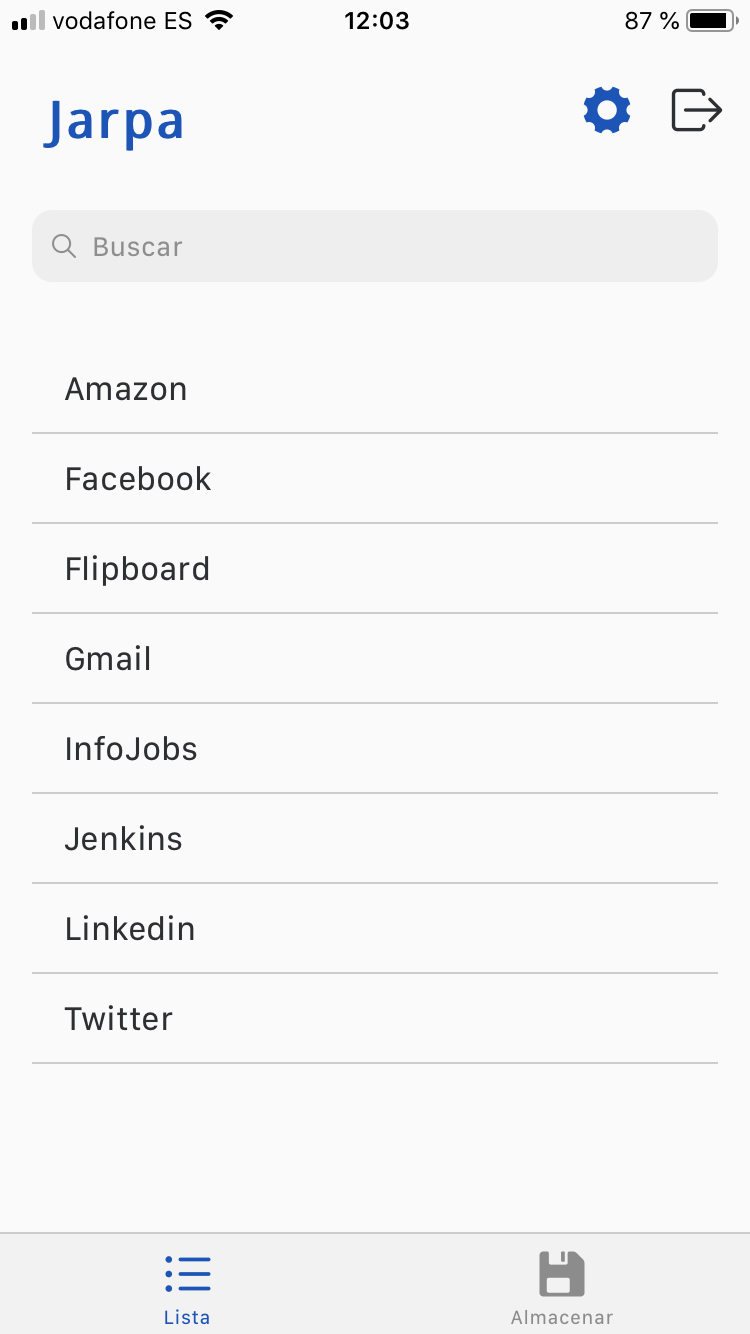 vodafone ES 12:03 87 %
Jarpa
Buscar
Amazon
Facebook
Flipboard
Gmail
InfoJobs
Jenkins
Linkedin
Twitter
Lista Almacenar